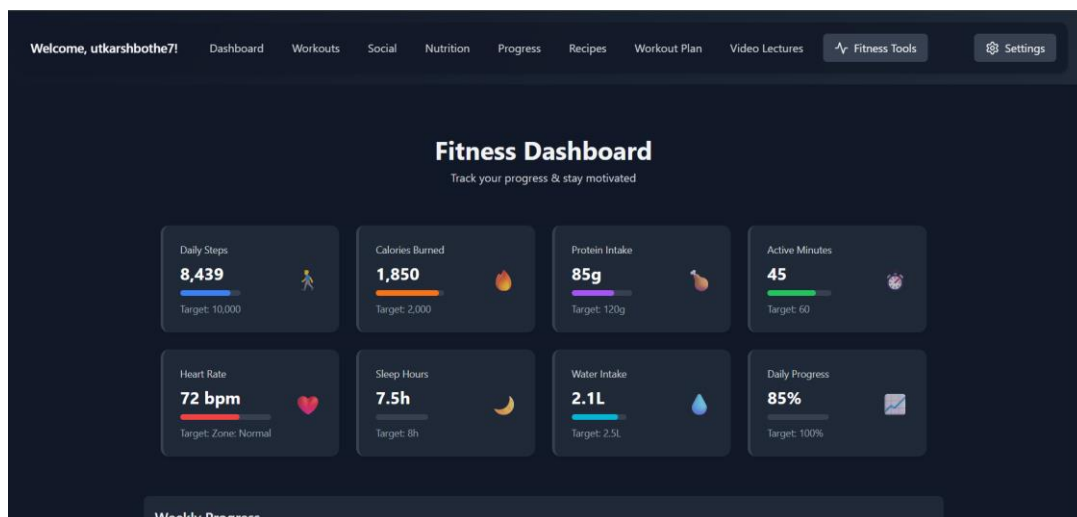 Welcome, utkarshbothe7! Dashboard Workouts Social Nutrition Progress Recipes Workout Plan Video Lectures Fitness Tools Settings
Fitness Dashboard
Track your progress & stay motivated
Daily Steps
8,439
Target: 10,000
Calories Burned
1,850
Target: 2,000
Protein Intake
85g
Target: 120g
Active Minutes
45
Target: 60
Heart Rate
72 bpm
Target: Zone: Normal
Sleep Hours
7.5h
Target: 8h
Water Intake
2.1L
Target: 2.5L
Daily Progress
85%
Target: 100%
Weekly Progress